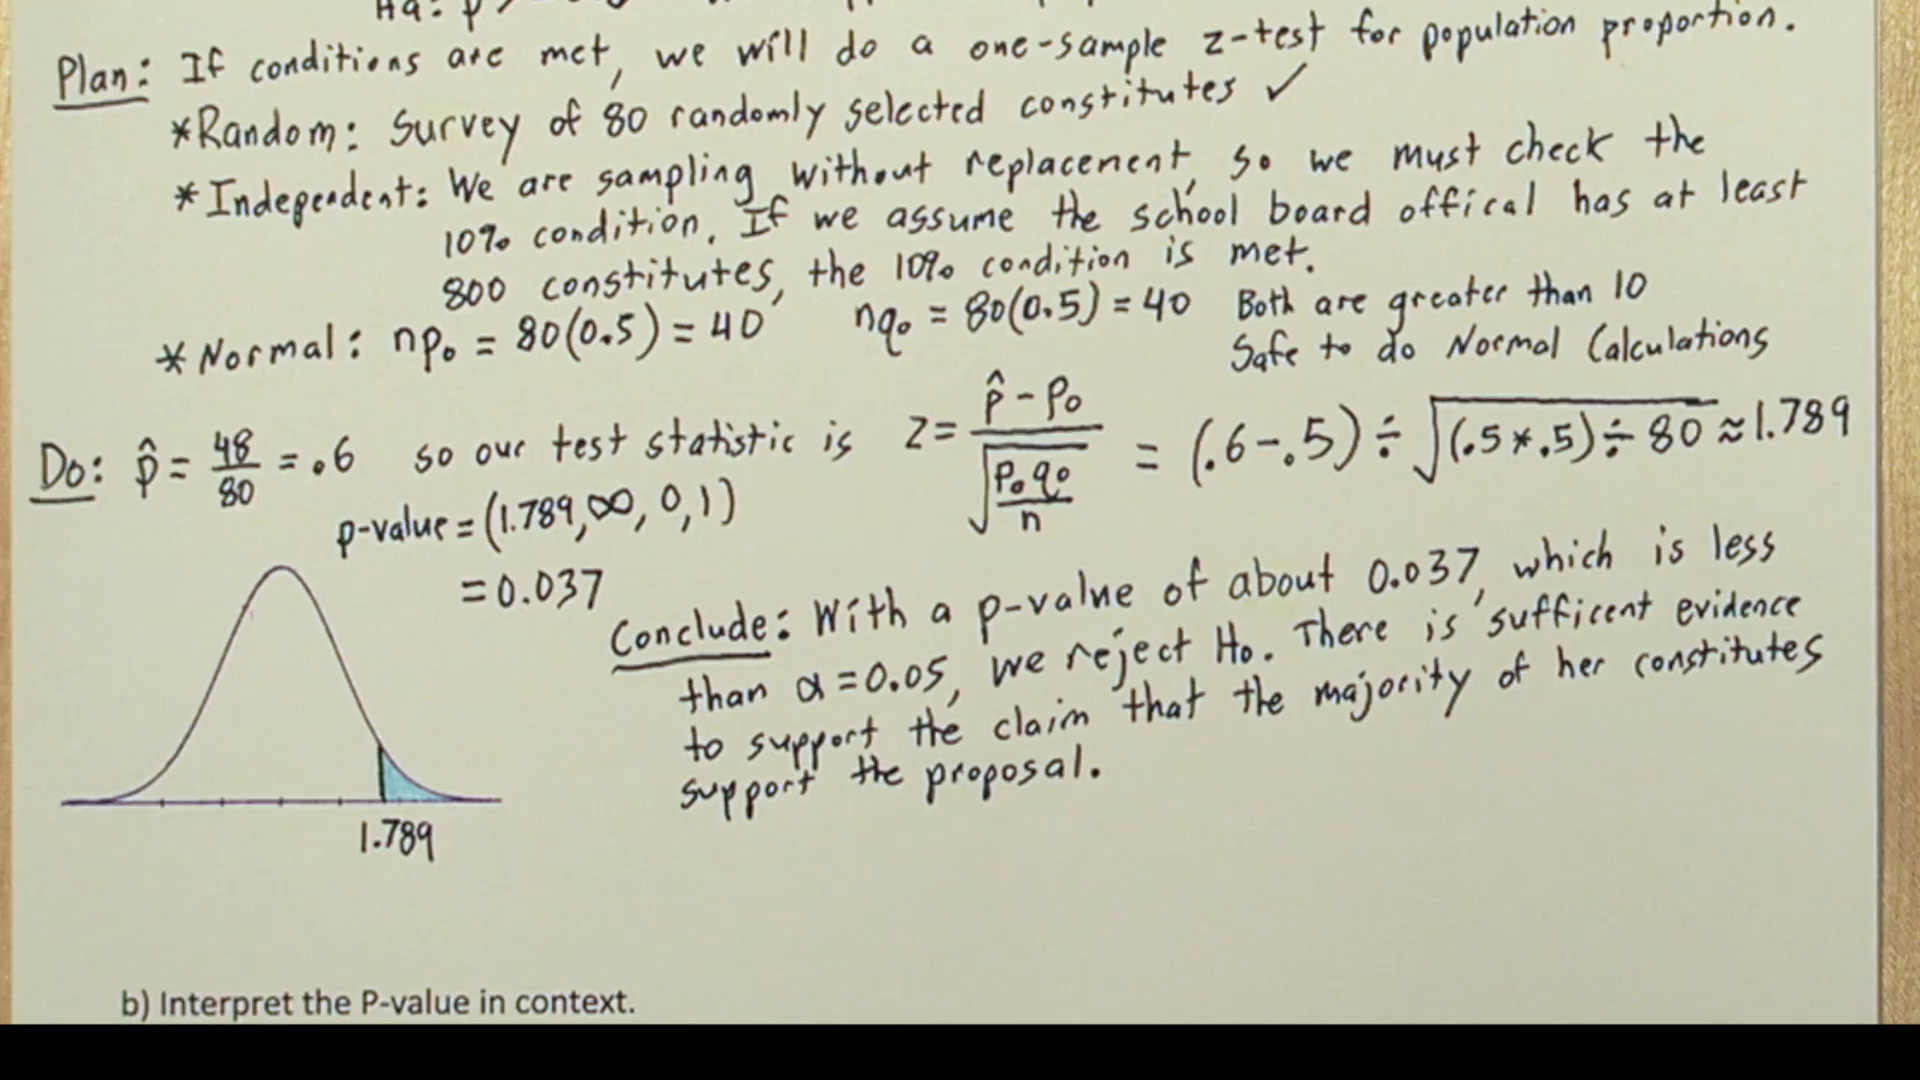 Ha: p >
Plan: If conditions are met, we will do a one-sample z-test for population proportion.
*Random: Survey of 80 randomly selected constitutes ✓
*Independent: We are sampling without replacement, so we must check the
10% condition. If we assume the school board offical has at least
800 constitutes, the 10% condition is met.
*Normal: np₀ = 80(0.5) = 40 nq₀ = 80(0.5) = 40 Both are greater than 10
Safe to do Normal Calculations
Do: p̂ = 48/80 = .6 so our test statistic is z = (p̂ - p₀)/√(p₀q₀/n) = (.6-.5) ÷ √(.5*.5)÷80 ≈ 1.789
p-value = (1.789, ∞, 0, 1)
= 0.037
Conclude: With a p-value of about 0.037, which is less
than α = 0.05, we reject H₀. There is sufficent evidence
to support the claim that the majority of her constitutes
support the proposal.
1.789
b) Interpret the P-value in context.